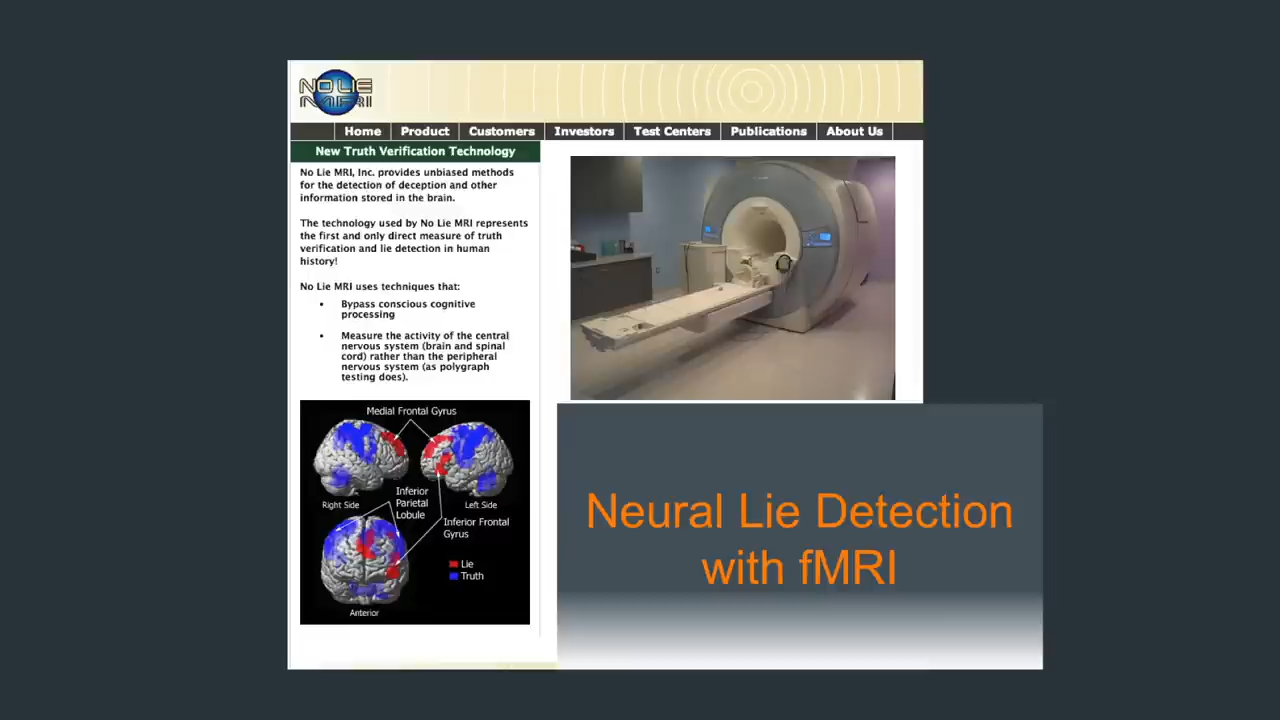 NO LIE
MRI
Home Product Customers Investors Test Centers Publications About Us
New Truth Verification Technology
No Lie MRI, Inc. provides unbiased methods
for the detection of deception and other
information stored in the brain.
The technology used by No Lie MRI represents
the first and only direct measure of truth
verification and lie detection in human
history!
No Lie MRI uses techniques that:
• Bypass conscious cognitive
processing
• Measure the activity of the central
nervous system (brain and spinal
cord) rather than the peripheral
nervous system (as polygraph
testing does).
Medial Frontal Gyrus
Right Side
Inferior
Parietal
Lobule
Left Side
Inferior Frontal
Gyrus
Lie
Truth
Anterior
Neural Lie Detection
with fMRI